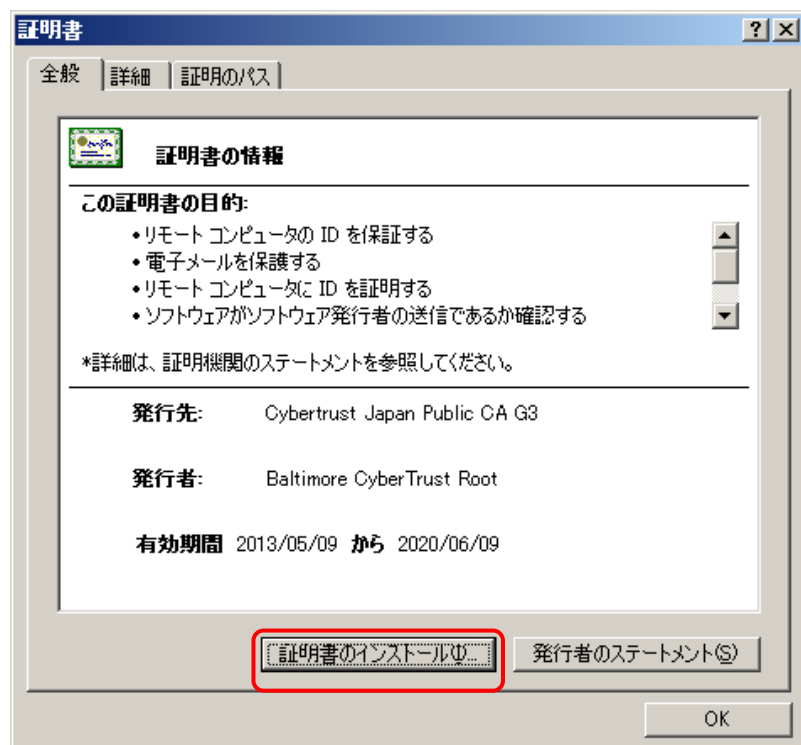 証明書
全般 詳細 証明のパス
証明書の情報
この証明書の目的:
•リモート コンピュータの ID を保証する
•電子メールを保護する
•リモート コンピュータに ID を証明する
•ソフトウェアがソフトウェア発行者の送信であるか確認する
*詳細は、証明機関のステートメントを参照してください。
発行先: Cybertrust Japan Public CA G3
発行者: Baltimore CyberTrust Root
有効期間 2013/05/09 から 2020/06/09
証明書のインストール(I)... 発行者のステートメント(S)
OK